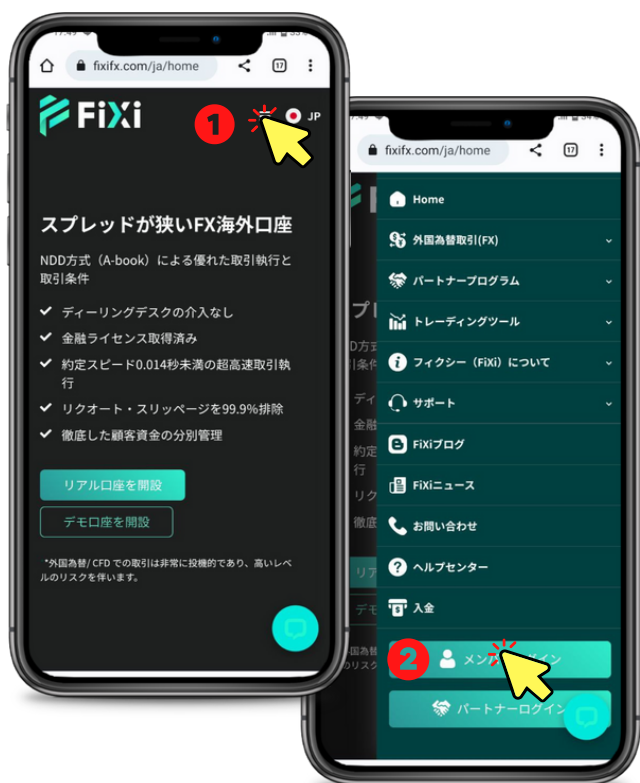 fixifx.com/ja/home
17
FiXi
1
JP
スプレッドが狭いFX海外口座
NDD方式（A-book）による優れた取引執行と
取引条件
ディーリングデスクの介入なし
金融ライセンス取得済み
約定スピード0.014秒未満の超高速取引執
行
リクオート・スリッページを99.9%排除
徹底した顧客資金の分別管理
リアル口座を開設
デモ口座を開設
*外国為替/ CFD での取引は非常に投機的であり、高いレベ
ルのリスクを伴います。
fixifx.com/ja/home
17
Home
外国為替取引(FX)
パートナープログラム
トレーディングツール
フィクシー（FiXi）について
サポート
FiXiブログ
FiXiニュース
お問い合わせ
ヘルプセンター
入金
2
パートナーログイン